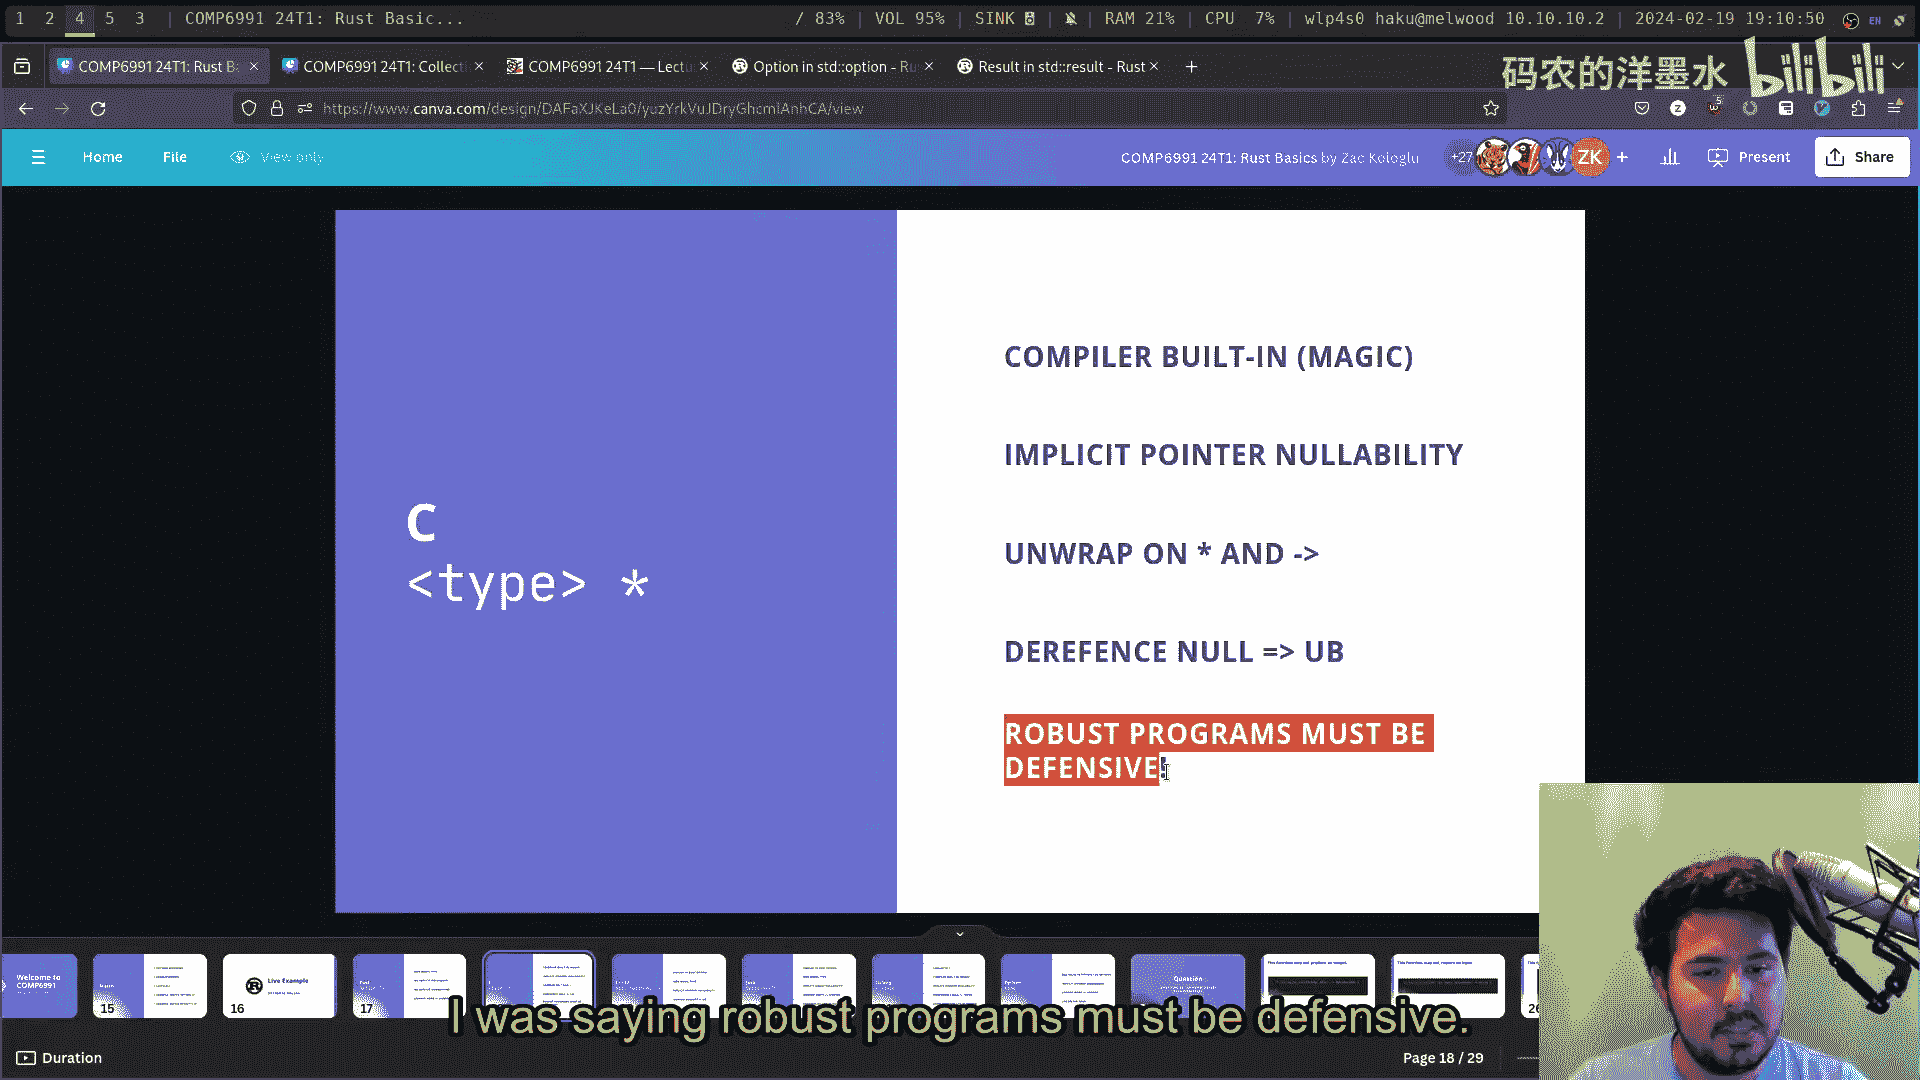 1 2 4 5 3 | COMP6991 24T1: Rust Basic...
/ 83% | VOL 95% | SINK | | RAM 21% | CPU 7% | wlp4s0 haku@melwood 10.10.10.2 | 2024-02-19 19:10:50 EN
COMP6991 24T1: Rust B
COMP6991 24T1: Collecti
COMP6991 24T1 — Lectu
Option in std::option - Ru
Result in std::result - Rust
码农的洋墨水 bilibili
https://www.canva.com/design/DAFaXJKeLa0/yuzYrkVuJDryGhcmiAnhCA/view
Home File View only
COMP6991 24T1: Rust Basics by Zac Kologlu
+27 ZK
Present
Share
C
<type> *
COMPILER BUILT-IN (MAGIC)
IMPLICIT POINTER NULLABILITY
UNWRAP ON * AND ->
DEREFENCE NULL => UB
ROBUST PROGRAMS MUST BE
DEFENSIVE:
Welcome to
COMP6991
15
Live Example
16
17
Question
I was saying robust programs must be defensive.
Duration
Page 18 / 29